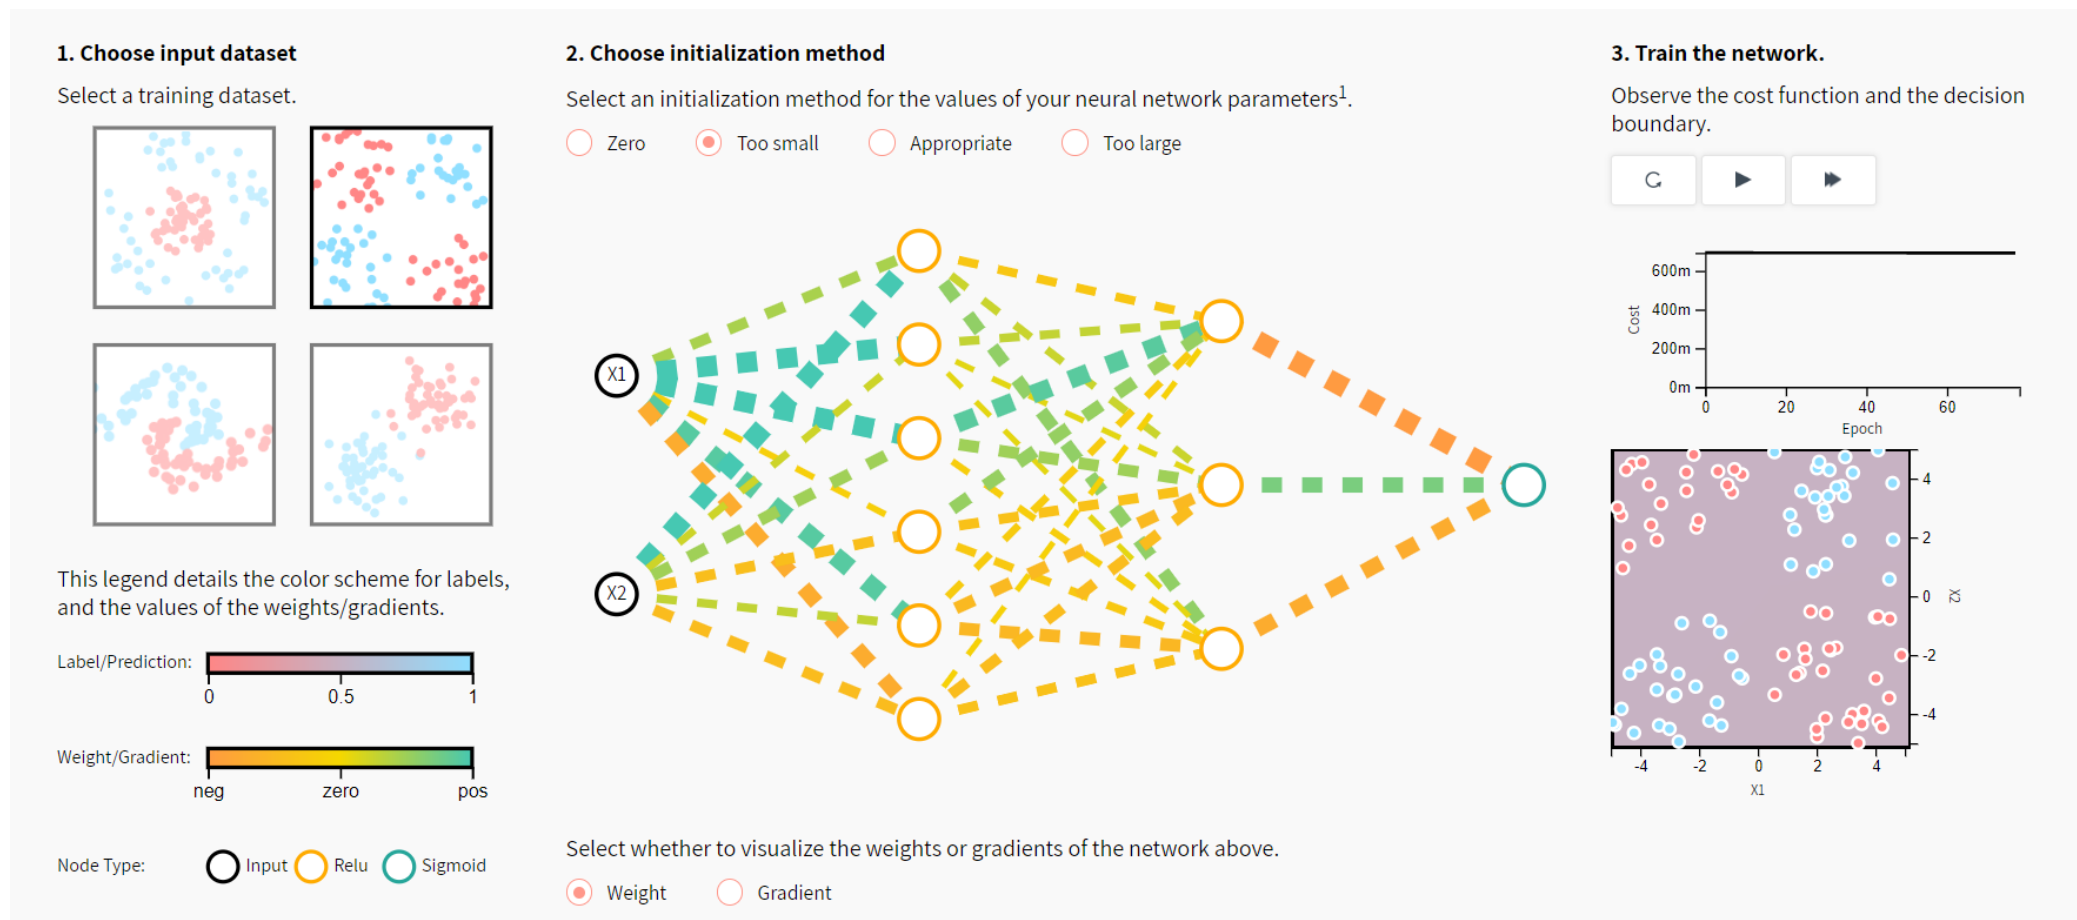 1. Choose input dataset
Select a training dataset.
This legend details the color scheme for labels,
and the values of the weights/gradients.
Label/Prediction:
0 0.5 1
Weight/Gradient:
neg zero pos
Node Type: Input Relu Sigmoid
2. Choose initialization method
Select an initialization method for the values of your neural network parameters1.
Zero Too small Appropriate Too large
X1
X2
Select whether to visualize the weights or gradients of the network above.
Weight Gradient
3. Train the network.
Observe the cost function and the decision
boundary.
600m
400m
200m
0m
Cost
0 20 40 60
Epoch
4
2
0
-2
-4
X2
-4 -2 0 2 4
X1